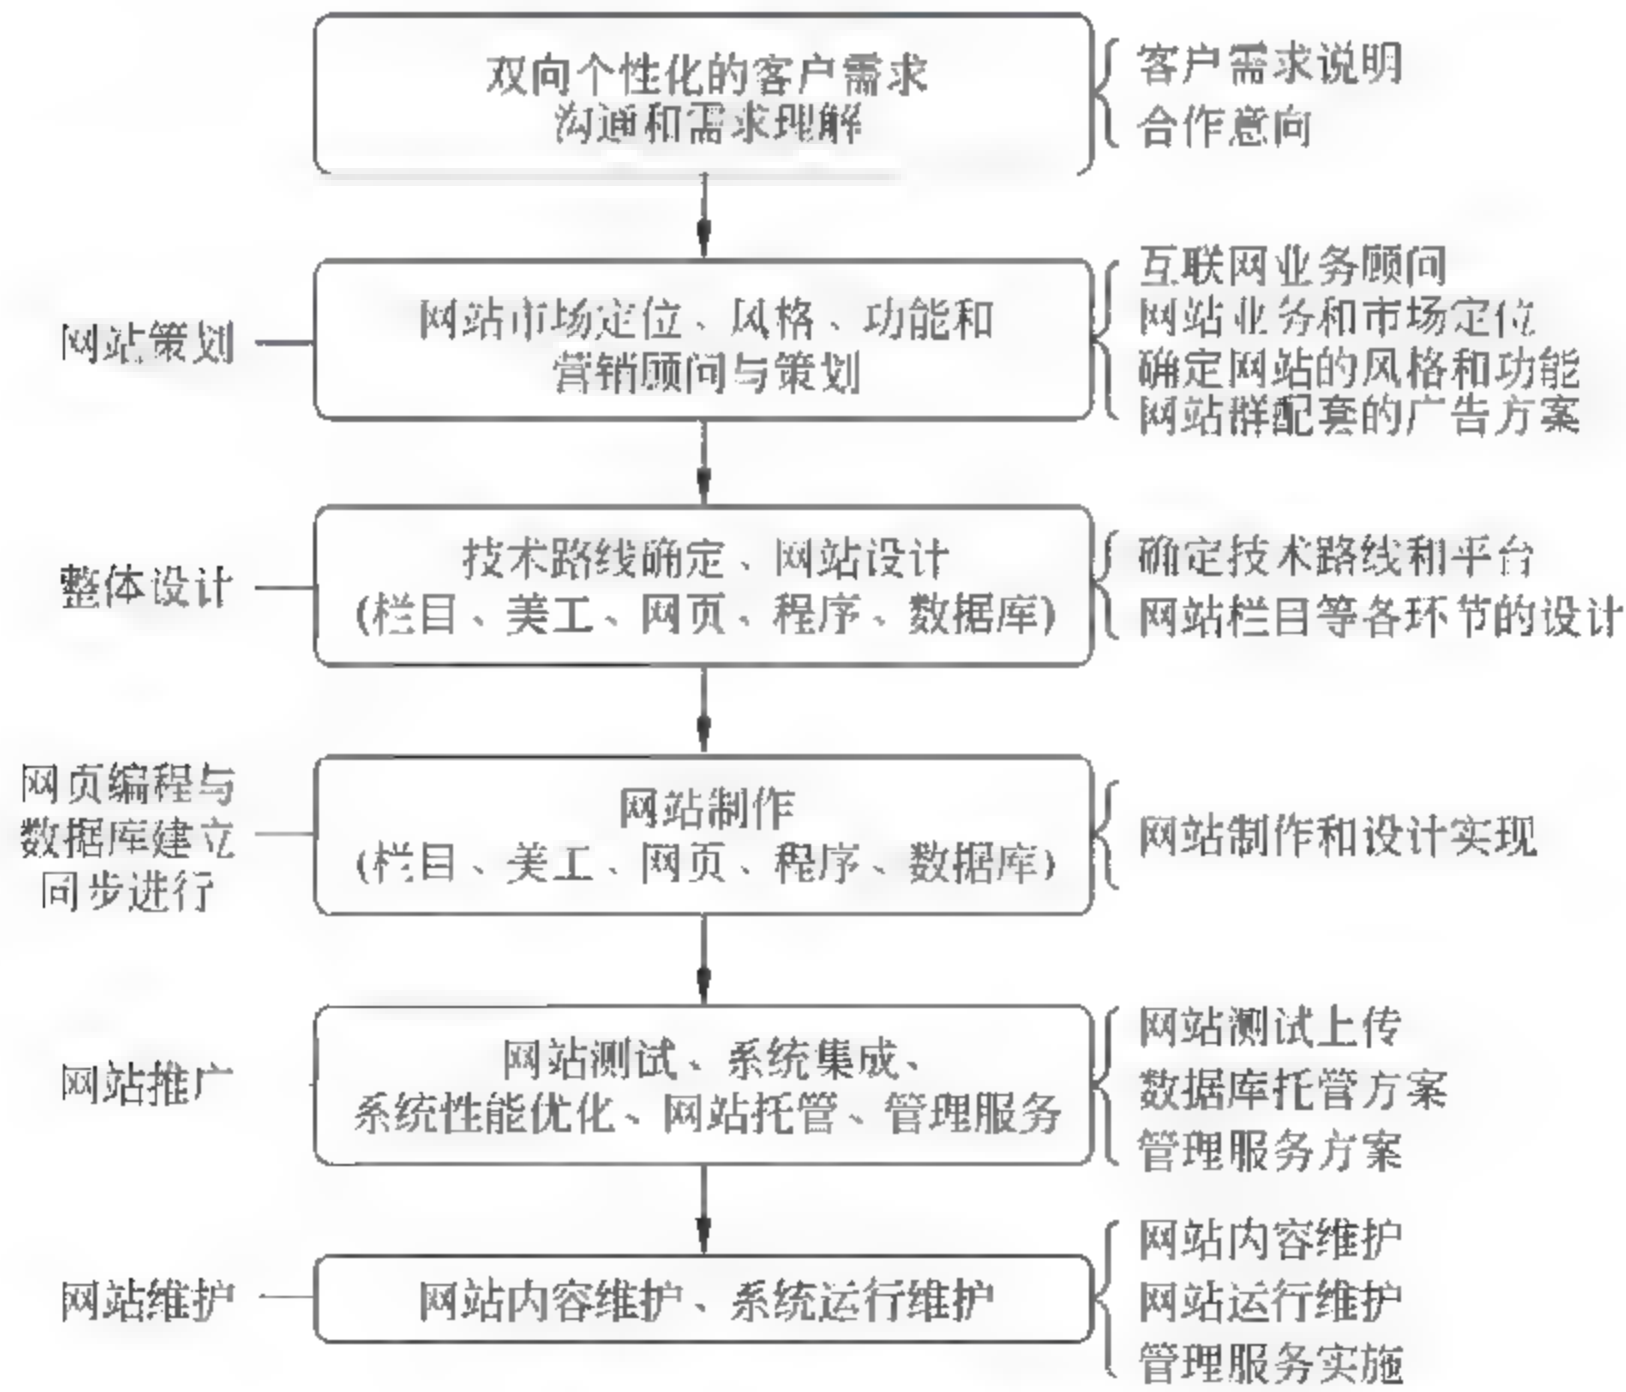 双向个性化的客户需求
沟通和需求理解
客户需求说明
合作意向
网站策划
网站市场定位、风格、功能和
营销顾问与策划
互联网业务顾问
网站业务和市场定位
确定网站的风格和功能
网站群配套的广告方案
整体设计
技术路线确定、网站设计
(栏目、美工、网页、程序、数据库)
确定技术路线和平台
网站栏目等各环节的设计
网页编程与
数据库建立
同步进行
网站制作
(栏目、美工、网页、程序、数据库)
网站制作和设计实现
网站推广
网站测试、系统集成、
系统性能优化、网站托管、管理服务
网站测试上传
数据库托管方案
管理服务方案
网站维护
网站内容维护、系统运行维护
网站内容维护
网站运行维护
管理服务实施